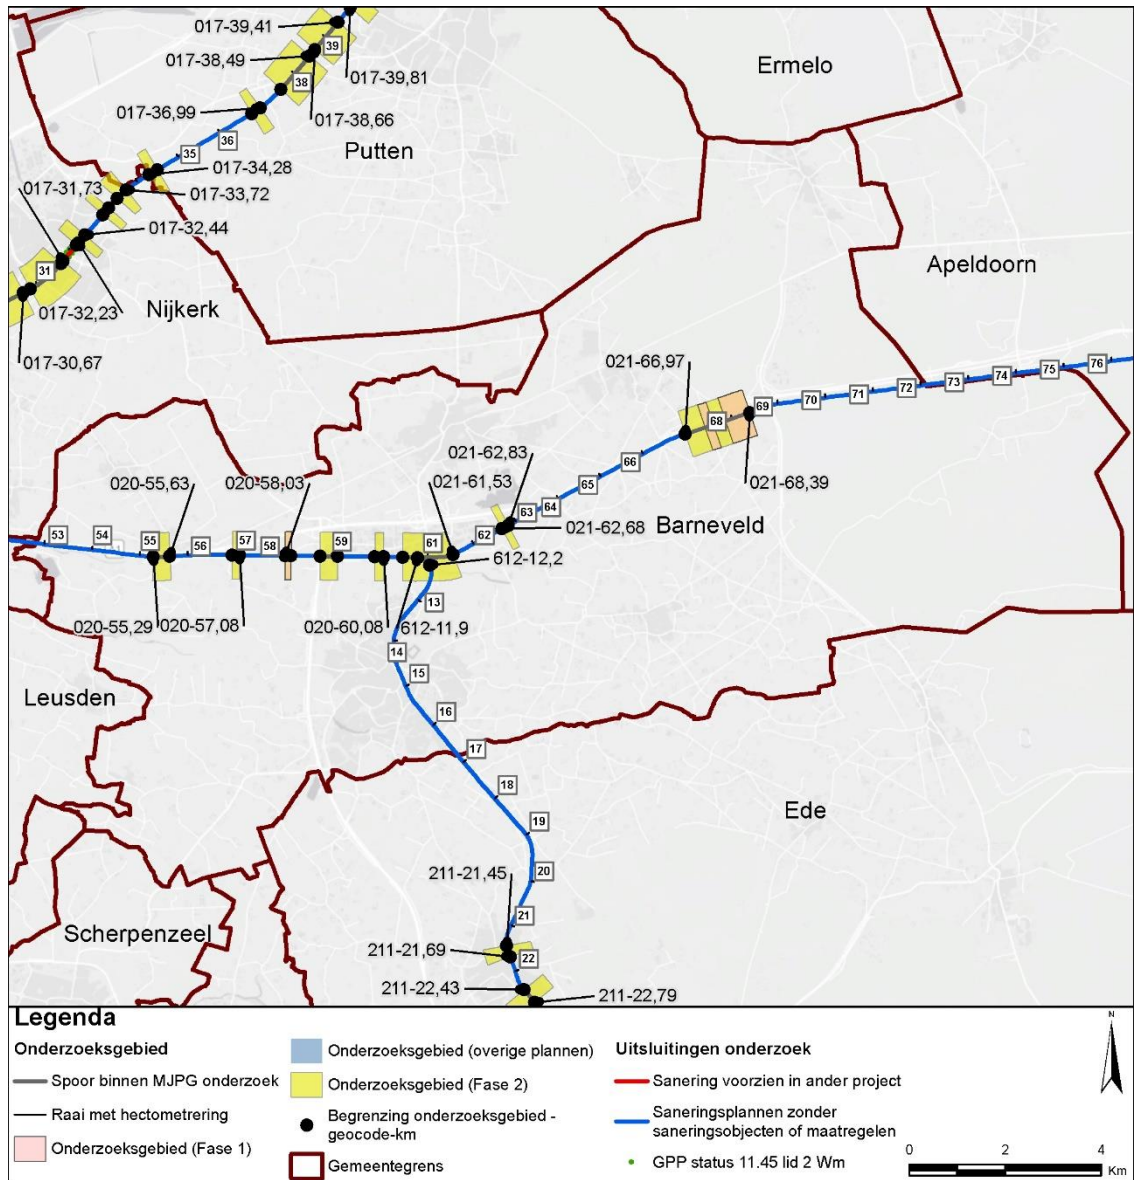 017-39,41
39
017-38,49
38
Ermelo
017-39,81
017-36,99
017-38,66
36
Putten
35
017-34,28
017-31,73
017-33,72
017-32,44
31
Apeldoorn
017-32,23
Nijkerk
017-30,67
021-66,97
76
75
74
73
72
71
70
69
68
021-62,83
66
020-55,63
020-58,03
021-61,53
65
021-68,39
64
63
021-62,68
Barneveld
53
54
55
56
57
58
59
61
62
612-12,2
13
020-55,29
020-57,08
020-60,08
612-11,9
14
15
Leusden
16
17
18
Ede
19
20
211-21,45
21
Scherpenzeel
211-21,69
22
211-22,43
211-22,79
Legenda
Onderzoeksgebied
Spoor binnen MJPG onderzoek
Raai met hectometrering
Onderzoeksgebied (Fase 1)
Onderzoeksgebied (overige plannen)
Onderzoeksgebied (Fase 2)
Begrenzing onderzoeksgebied -
geocode-km
Gemeentegrens
Uitsluitingen onderzoek
Sanering voorzien in ander project
Saneringsplannen zonder
saneringsobjecten of maatregelen
GPP status 11.45 lid 2 Wm
N
0 2 4
Km